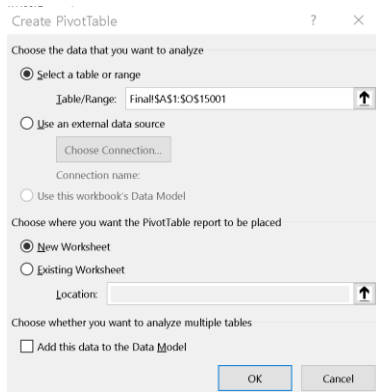 Create PivotTable ? ×
Choose the data that you want to analyze
Select a table or range
Table/Range: Final!$A$1:$O$15001
Use an external data source
Choose Connection...
Connection name:
Use this workbook's Data Model
Choose where you want the PivotTable report to be placed
New Worksheet
Existing Worksheet
Location:
Choose whether you want to analyze multiple tables
Add this data to the Data Model
OK Cancel